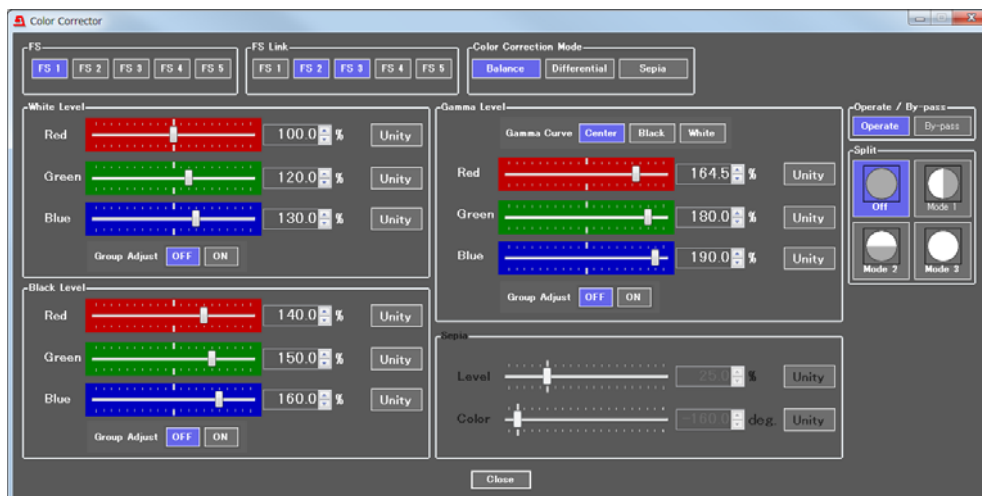 Color Corrector
FS
FS 1 FS 2 FS 3 FS 4 FS 5
FS Link
FS 1 FS 2 FS 3 FS 4 FS 5
Color Correction Mode
Balance Differential Sepia
White Level
Red 100.0 % Unity
Green 120.0 % Unity
Blue 130.0 % Unity
Group Adjust OFF ON
Black Level
Red 140.0 % Unity
Green 150.0 % Unity
Blue 160.0 % Unity
Group Adjust OFF ON
Gamma Level
Gamma Curve Center Black White
Red 164.5 % Unity
Green 180.0 % Unity
Blue 190.0 % Unity
Group Adjust OFF ON
Sepia
Level 25.0 % Unity
Color -160.0 deg. Unity
Operate / By-pass
Operate By-pass
Split
Off Mode 1
Mode 2 Mode 3
Close